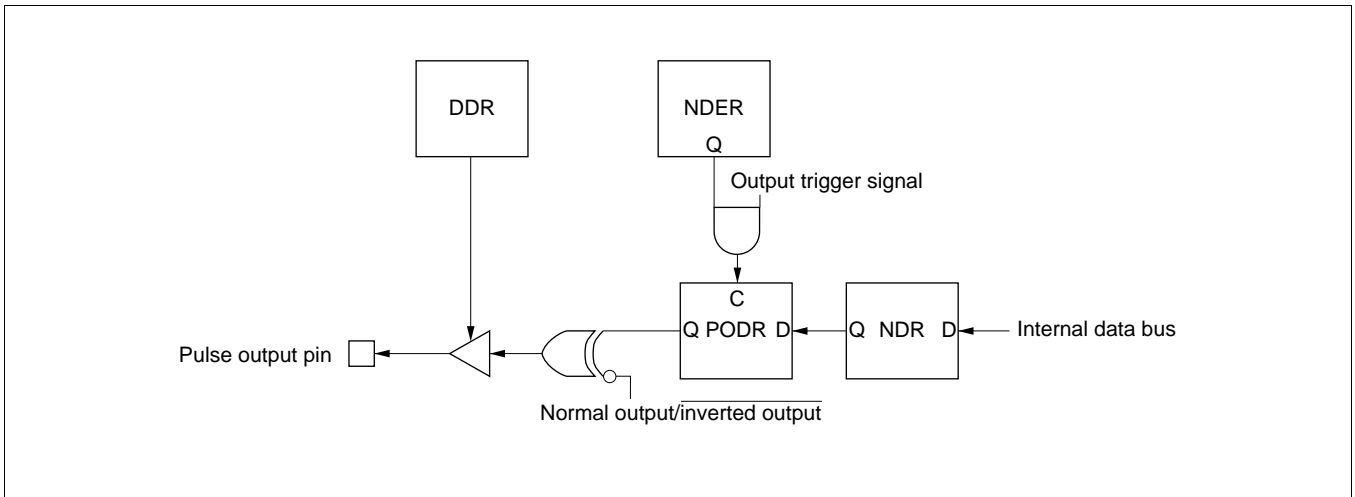 DDR
NDER
Q
Output trigger signal
C
Q PODR D
Q NDR D
Internal data bus
Pulse output pin
Normal output/inverted output